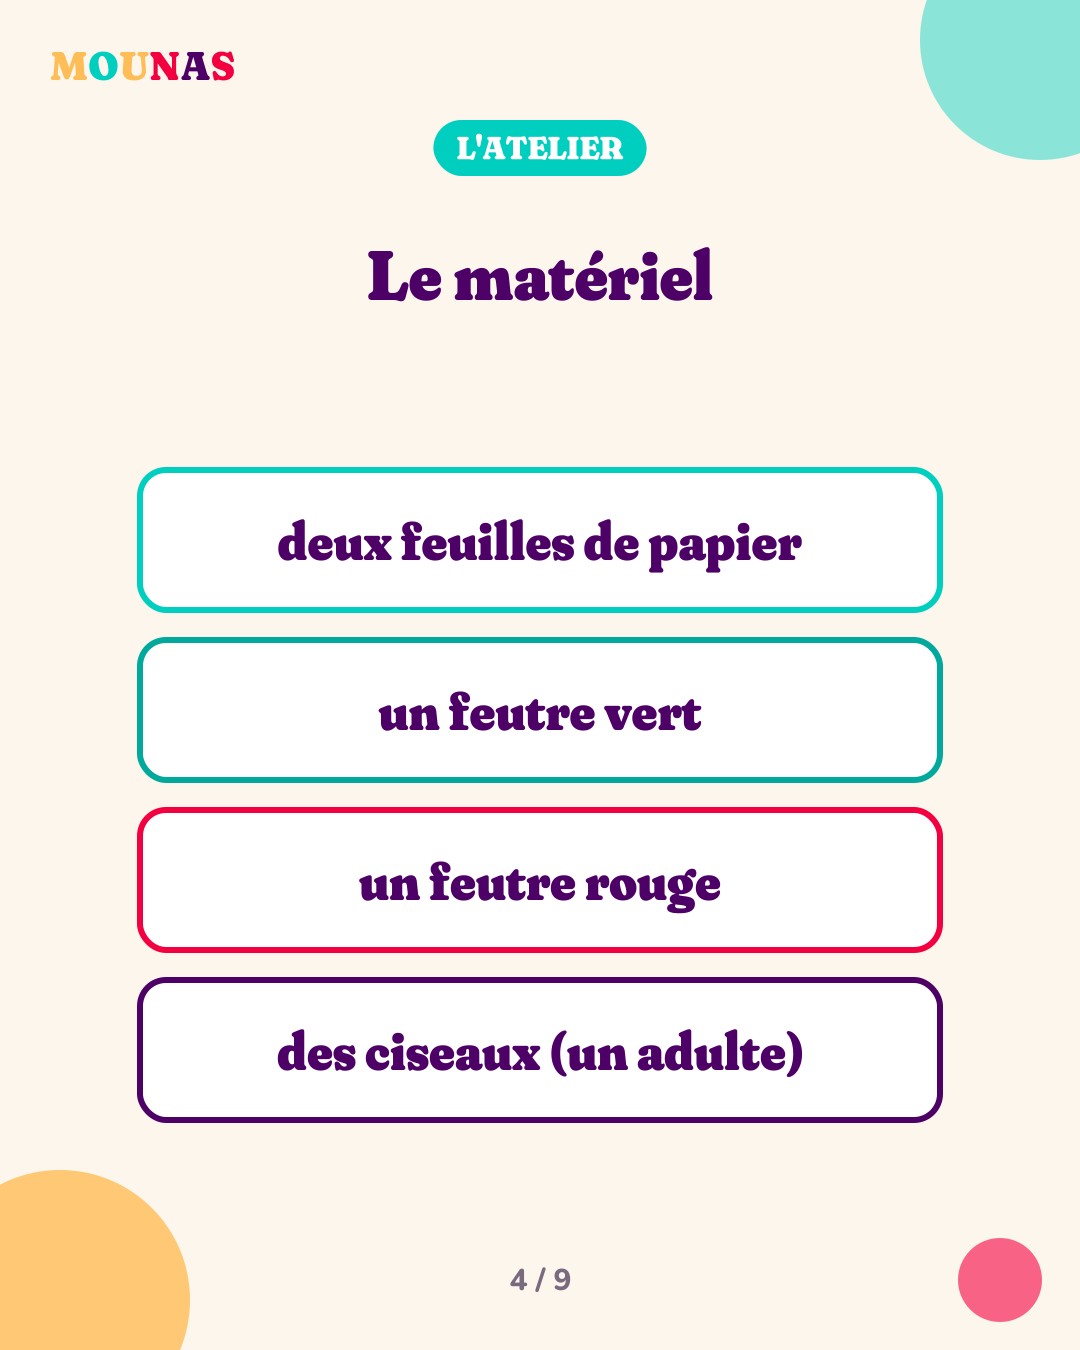 MOUNAS
L'ATELIER
Le matériel
deux feuilles de papier
un feutre vert
un feutre rouge
des ciseaux (un adulte)
4 / 9